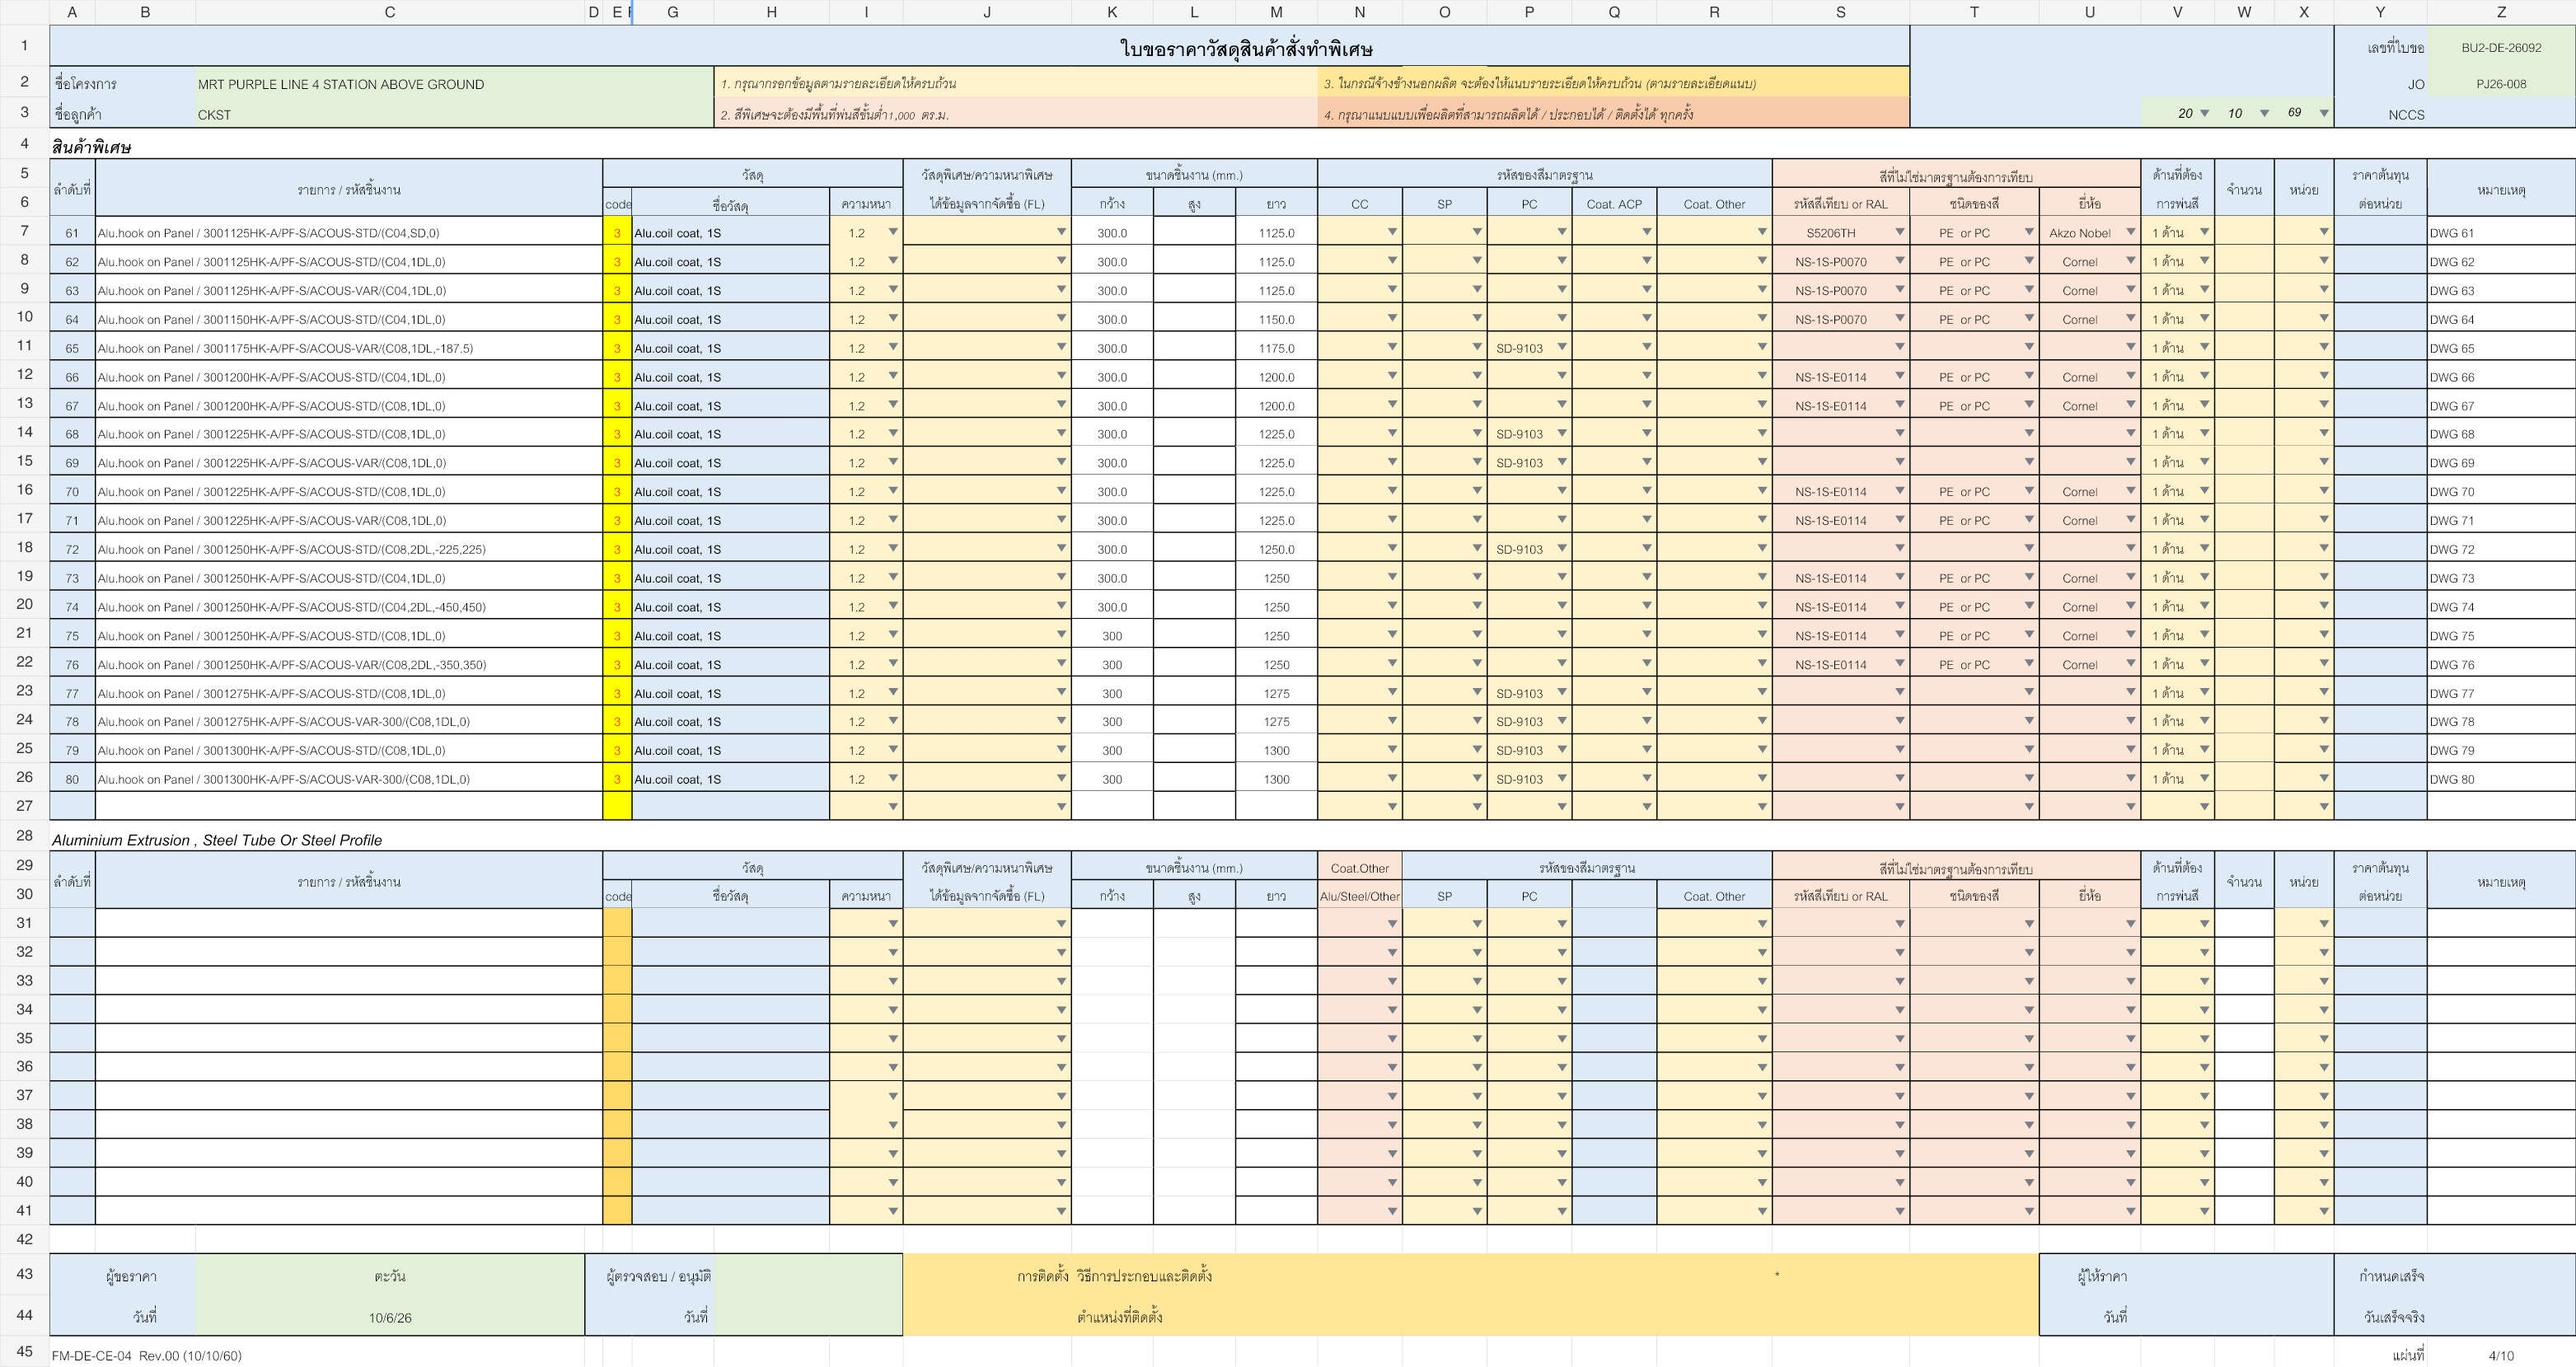 A B C D E F G H I J K L M N O P Q R S T U V W X Y Z
1 ใบขอราคาวัสดุสินค้าสั่งทำพิเศษ เลขที่ใบขอ BU2-DE-26092
2 ชื่อโครงการ MRT PURPLE LINE 4 STATION ABOVE GROUND 1. กรุณากรอกข้อมูลตามรายละเอียดให้ครบถ้วน 3. ในกรณีจ้างข้างนอกผลิต จะต้องให้แนบรายระเอียดให้ครบถ้วน (ตามรายละเอียดแนบ) JO PJ26-008
3 ชื่อลูกค้า CKST 2. สีพิเศษจะต้องมีพื้นที่พ่นสีขั้นต่ำ1,000 ตร.ม. 4. กรุณาแนบแบบเพื่อผลิตที่สามารถผลิตได้ / ประกอบได้ / ติดตั้งได้ ทุกครั้ง 20 10 69 NCCS
4 สินค้าพิเศษ
5 ลำดับที่ รายการ / รหัสชิ้นงาน วัสดุ วัสดุพิเศษ/ความหนาพิเศษ ขนาดชิ้นงาน (mm.) รหัสของสีมาตรฐาน สีที่ไม่ใช่มาตรฐานต้องการเทียบ ด้านที่ต้อง จำนวน หน่วย ราคาต้นทุน หมายเหตุ
6 code ชื่อวัสดุ ความหนา ได้ข้อมูลจากจัดซื้อ (FL) กว้าง สูง ยาว CC SP PC Coat. ACP Coat. Other รหัสสีเทียบ or RAL ชนิดของสี ยี่ห้อ การพ่นสี ต่อหน่วย
7 61 Alu.hook on Panel / 3001125HK-A/PF-S/ACOUS-STD/(C04,SD,0) 3 Alu.coil coat, 1S 1.2 300.0 1125.0 S5206TH PE or PC Akzo Nobel 1 ด้าน DWG 61
8 62 Alu.hook on Panel / 3001125HK-A/PF-S/ACOUS-STD/(C04,1DL,0) 3 Alu.coil coat, 1S 1.2 300.0 1125.0 NS-1S-P0070 PE or PC Cornel 1 ด้าน DWG 62
9 63 Alu.hook on Panel / 3001125HK-A/PF-S/ACOUS-VAR/(C04,1DL,0) 3 Alu.coil coat, 1S 1.2 300.0 1125.0 NS-1S-P0070 PE or PC Cornel 1 ด้าน DWG 63
10 64 Alu.hook on Panel / 3001150HK-A/PF-S/ACOUS-STD/(C04,1DL,0) 3 Alu.coil coat, 1S 1.2 300.0 1150.0 NS-1S-P0070 PE or PC Cornel 1 ด้าน DWG 64
11 65 Alu.hook on Panel / 3001175HK-A/PF-S/ACOUS-VAR/(C08,1DL,-187.5) 3 Alu.coil coat, 1S 1.2 300.0 1175.0 SD-9103 1 ด้าน DWG 65
12 66 Alu.hook on Panel / 3001200HK-A/PF-S/ACOUS-STD/(C04,1DL,0) 3 Alu.coil coat, 1S 1.2 300.0 1200.0 NS-1S-E0114 PE or PC Cornel 1 ด้าน DWG 66
13 67 Alu.hook on Panel / 3001200HK-A/PF-S/ACOUS-STD/(C08,1DL,0) 3 Alu.coil coat, 1S 1.2 300.0 1200.0 NS-1S-E0114 PE or PC Cornel 1 ด้าน DWG 67
14 68 Alu.hook on Panel / 3001225HK-A/PF-S/ACOUS-STD/(C08,1DL,0) 3 Alu.coil coat, 1S 1.2 300.0 1225.0 SD-9103 1 ด้าน DWG 68
15 69 Alu.hook on Panel / 3001225HK-A/PF-S/ACOUS-VAR/(C08,1DL,0) 3 Alu.coil coat, 1S 1.2 300.0 1225.0 SD-9103 1 ด้าน DWG 69
16 70 Alu.hook on Panel / 3001225HK-A/PF-S/ACOUS-STD/(C08,1DL,0) 3 Alu.coil coat, 1S 1.2 300.0 1225.0 NS-1S-E0114 PE or PC Cornel 1 ด้าน DWG 70
17 71 Alu.hook on Panel / 3001225HK-A/PF-S/ACOUS-VAR/(C08,1DL,0) 3 Alu.coil coat, 1S 1.2 300.0 1225.0 NS-1S-E0114 PE or PC Cornel 1 ด้าน DWG 71
18 72 Alu.hook on Panel / 3001250HK-A/PF-S/ACOUS-STD/(C08,2DL,-225,225) 3 Alu.coil coat, 1S 1.2 300.0 1250.0 SD-9103 1 ด้าน DWG 72
19 73 Alu.hook on Panel / 3001250HK-A/PF-S/ACOUS-STD/(C04,1DL,0) 3 Alu.coil coat, 1S 1.2 300.0 1250 NS-1S-E0114 PE or PC Cornel 1 ด้าน DWG 73
20 74 Alu.hook on Panel / 3001250HK-A/PF-S/ACOUS-STD/(C04,2DL,-450,450) 3 Alu.coil coat, 1S 1.2 300.0 1250 NS-1S-E0114 PE or PC Cornel 1 ด้าน DWG 74
21 75 Alu.hook on Panel / 3001250HK-A/PF-S/ACOUS-STD/(C08,1DL,0) 3 Alu.coil coat, 1S 1.2 300 1250 NS-1S-E0114 PE or PC Cornel 1 ด้าน DWG 75
22 76 Alu.hook on Panel / 3001250HK-A/PF-S/ACOUS-VAR/(C08,2DL,-350,350) 3 Alu.coil coat, 1S 1.2 300 1250 NS-1S-E0114 PE or PC Cornel 1 ด้าน DWG 76
23 77 Alu.hook on Panel / 3001275HK-A/PF-S/ACOUS-STD/(C08,1DL,0) 3 Alu.coil coat, 1S 1.2 300 1275 SD-9103 1 ด้าน DWG 77
24 78 Alu.hook on Panel / 3001275HK-A/PF-S/ACOUS-VAR-300/(C08,1DL,0) 3 Alu.coil coat, 1S 1.2 300 1275 SD-9103 1 ด้าน DWG 78
25 79 Alu.hook on Panel / 3001300HK-A/PF-S/ACOUS-STD/(C08,1DL,0) 3 Alu.coil coat, 1S 1.2 300 1300 SD-9103 1 ด้าน DWG 79
26 80 Alu.hook on Panel / 3001300HK-A/PF-S/ACOUS-VAR-300/(C08,1DL,0) 3 Alu.coil coat, 1S 1.2 300 1300 SD-9103 1 ด้าน DWG 80
27
28 Aluminium Extrusion , Steel Tube Or Steel Profile
29 ลำดับที่ รายการ / รหัสชิ้นงาน วัสดุ วัสดุพิเศษ/ความหนาพิเศษ ขนาดชิ้นงาน (mm.) Coat.Other รหัสของสีมาตรฐาน สีที่ไม่ใช่มาตรฐานต้องการเทียบ ด้านที่ต้อง จำนวน หน่วย ราคาต้นทุน หมายเหตุ
30 code ชื่อวัสดุ ความหนา ได้ข้อมูลจากจัดซื้อ (FL) กว้าง สูง ยาว Alu/Steel/Other SP PC Coat. Other รหัสสีเทียบ or RAL ชนิดของสี ยี่ห้อ การพ่นสี ต่อหน่วย
31
32
33
34
35
36
37
38
39
40
41
42
43 ผู้ขอราคา ตะวัน ผู้ตรวจสอบ / อนุมัติ การติดตั้ง วิธีการประกอบและติดตั้ง * ผู้ให้ราคา กำหนดเสร็จ
44 วันที่ 10/6/26 วันที่ ตำแหน่งที่ติดตั้ง วันที่ วันเสร็จจริง
45 FM-DE-CE-04 Rev.00 (10/10/60) แผ่นที่ 4/10